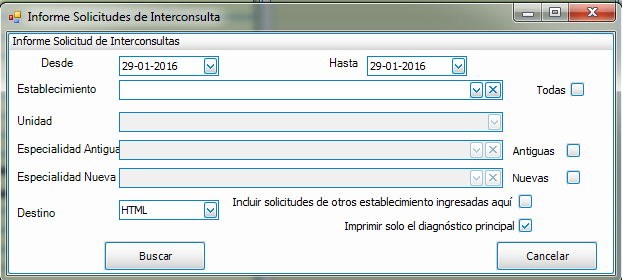 Informe Solicitudes de Interconsulta
Informe Solicitud de Interconsultas
Desde 29-01-2016 Hasta 29-01-2016
Establecimiento Todas
Unidad
Especialidad Antigua Antiguas
Especialidad Nueva Nuevas
Incluir solicitudes de otros establecimiento ingresadas aquí
Destino HTML
Imprimir solo el diagnóstico principal
Buscar Cancelar